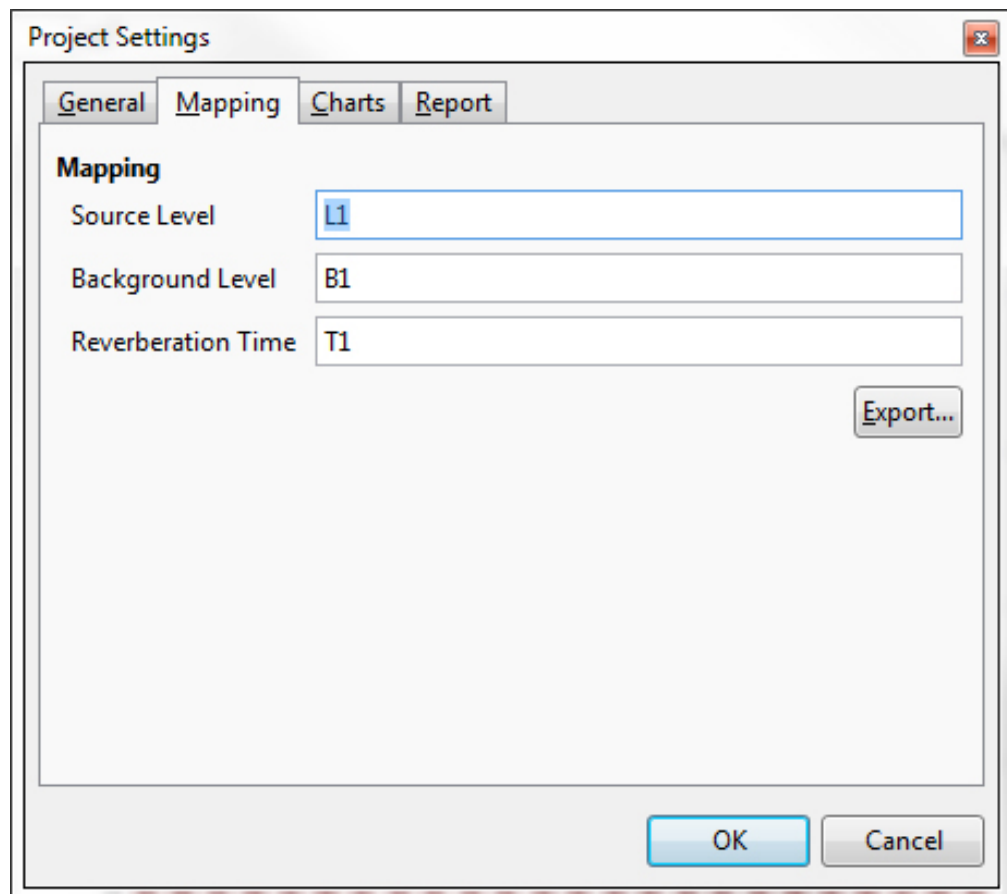 Project Settings
General Mapping Charts Report
Mapping
Source Level L1
Background Level B1
Reverberation Time T1
Export...
OK Cancel